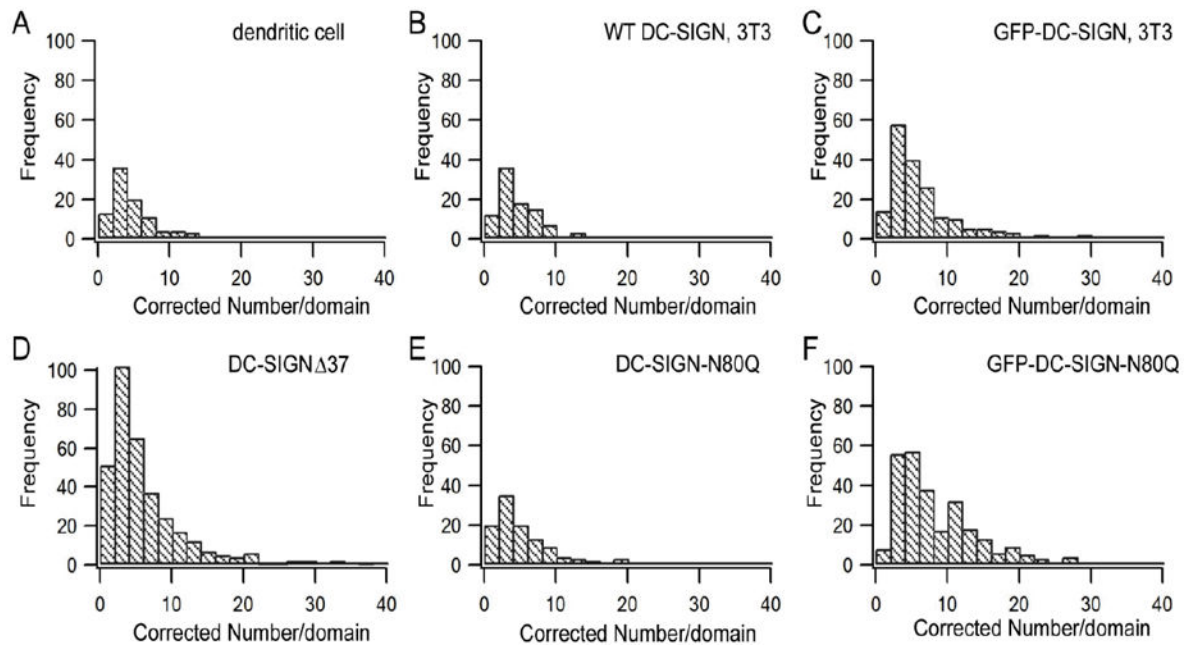 A
dendritic cell
Frequency
100
80
60
40
20
0
0 10 20 30 40
Corrected Number/domain
B
WT DC-SIGN, 3T3
Frequency
100
80
60
40
20
0
0 10 20 30 40
Corrected Number/domain
C
GFP-DC-SIGN, 3T3
Frequency
100
80
60
40
20
0
0 10 20 30 40
Corrected Number/domain
D
DC-SIGNΔ37
Frequency
100
80
60
40
20
0
0 10 20 30 40
Corrected Number/domain
E
DC-SIGN-N80Q
Frequency
100
80
60
40
20
0
0 10 20 30 40
Corrected Number/domain
F
GFP-DC-SIGN-N80Q
Frequency
100
80
60
40
20
0
0 10 20 30 40
Corrected Number/domain